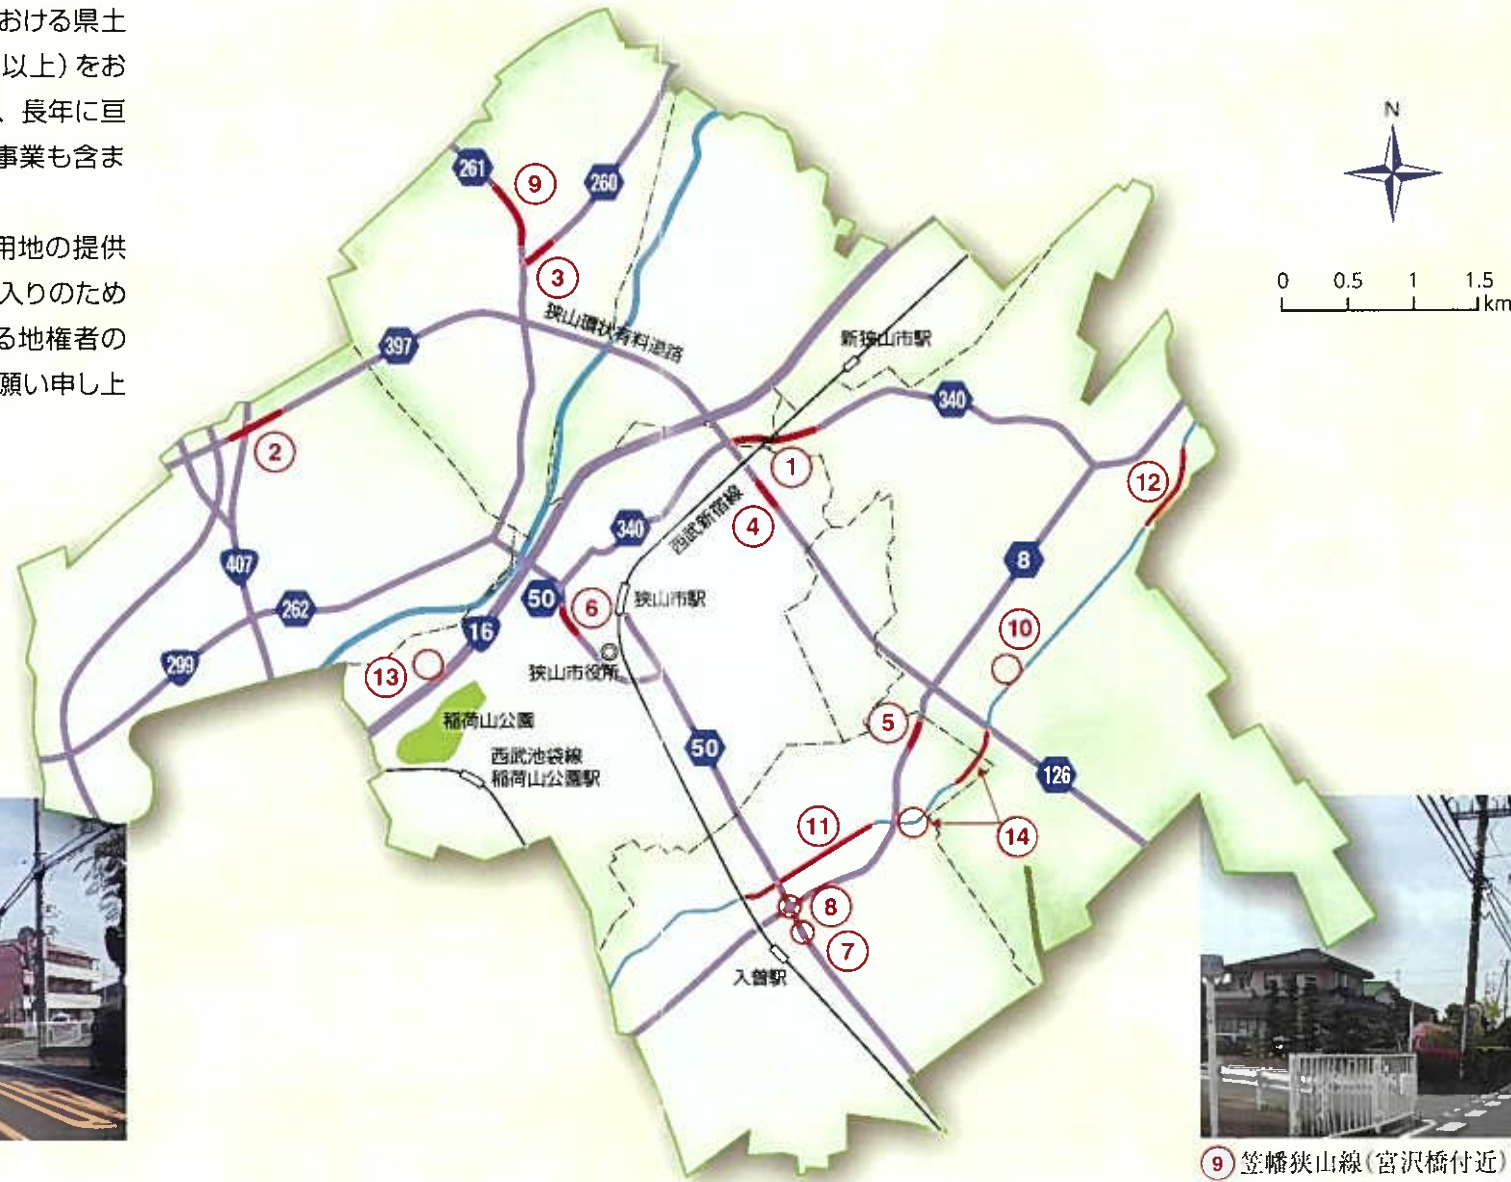 おける県土
以上)をお
、長年に亘
事業も含ま
用地の提供
入りのため
る地権者の
願い申し上
N
0 0.5 1 1.5 km
261
9
260
3
狭山環状有料道路
新狭山市駅
397
340
2
1
12
4
西武新宿線
340
407
8
50
6
狭山市駅
262
16
10
299
13
狭山市役所
稲荷山公園
5
50
西武池袋線
稲荷山公園駅
126
11
14
8
7
入曽駅
9 笠幡狭山線(宮沢橋付近)